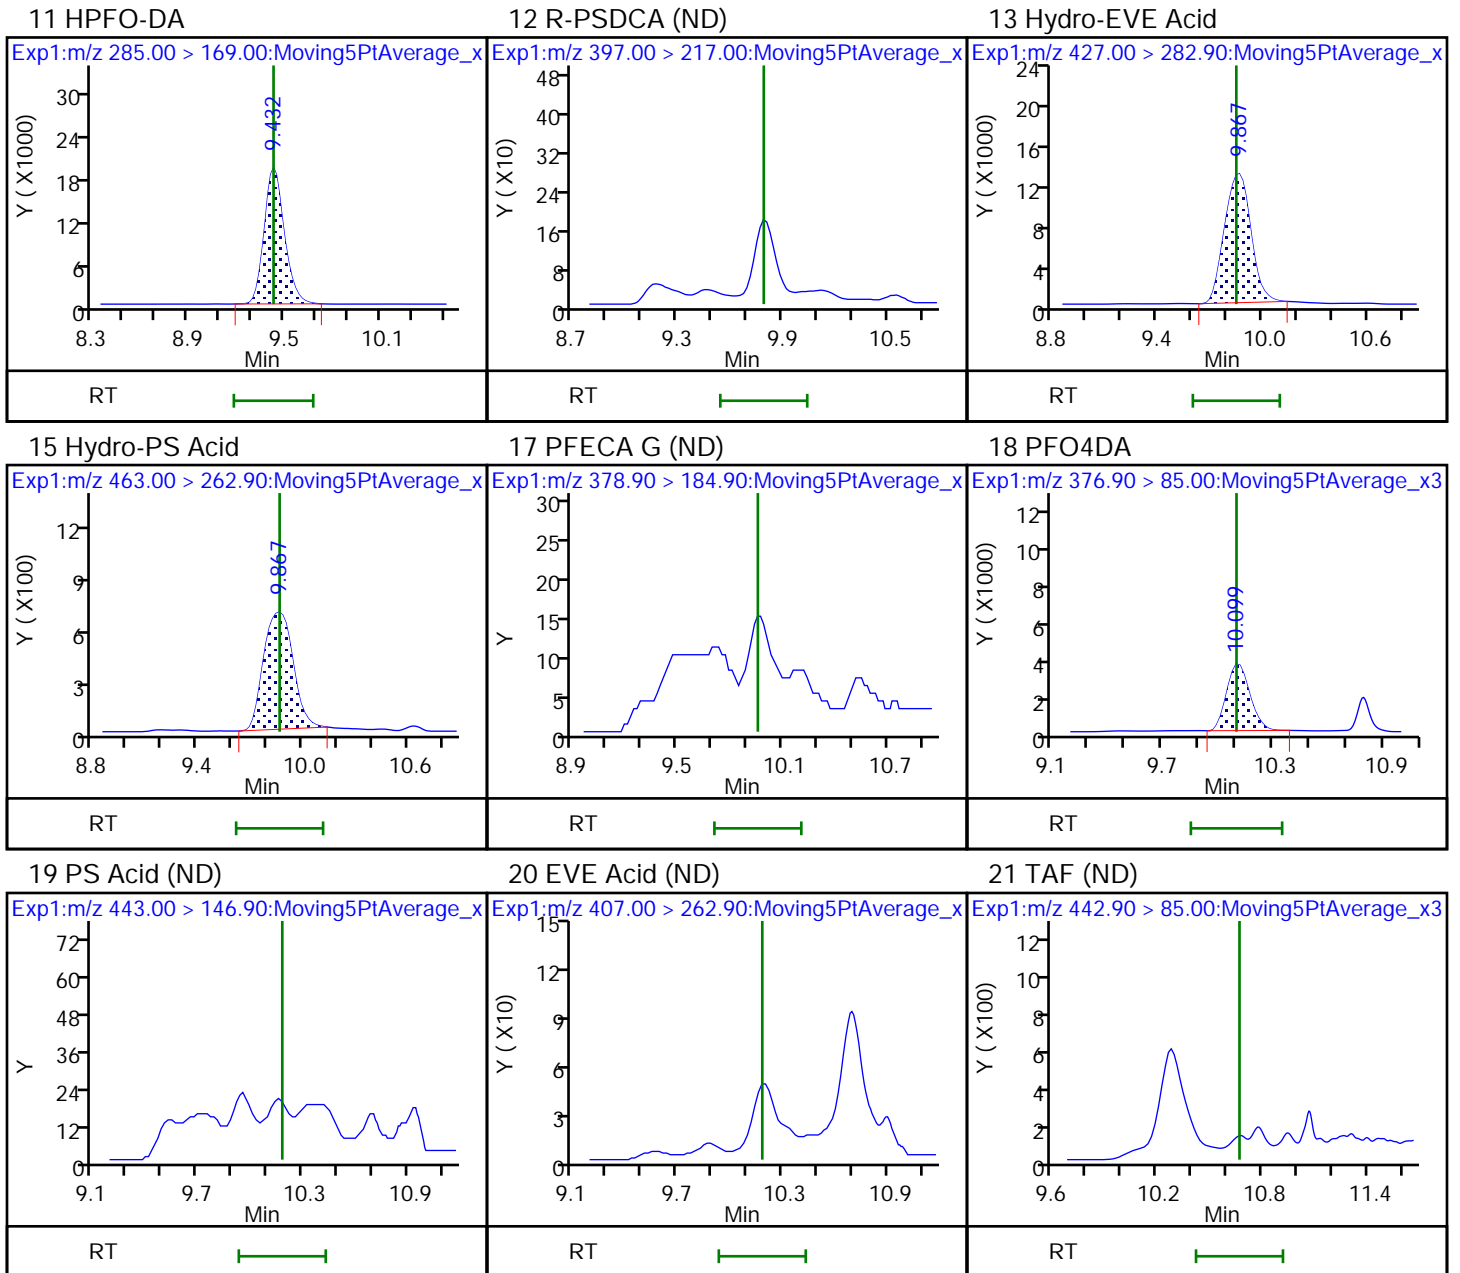 11 HPFO-DA
Exp1:m/z 285.00 > 169.00:Moving5PtAverage_x
Y ( X1000)
30
24
18
12
6
0
9.432
8.3 8.9 9.5 10.1
Min
RT
12 R-PSDCA (ND)
Exp1:m/z 397.00 > 217.00:Moving5PtAverage_x
Y ( X10)
48
40
32
24
16
8
0
8.7 9.3 9.9 10.5
Min
RT
13 Hydro-EVE Acid
Exp1:m/z 427.00 > 282.90:Moving5PtAverage_x
Y ( X1000)
24
20
16
12
8
4
0
9.867
8.8 9.4 10.0 10.6
Min
RT
15 Hydro-PS Acid
Exp1:m/z 463.00 > 262.90:Moving5PtAverage_x
Y ( X100)
12
9
6
3
0
9.867
8.8 9.4 10.0 10.6
Min
RT
17 PFECA G (ND)
Exp1:m/z 378.90 > 184.90:Moving5PtAverage_x
Y
30
25
20
15
10
5
0
8.9 9.5 10.1 10.7
Min
RT
18 PFO4DA
Exp1:m/z 376.90 > 85.00:Moving5PtAverage_x3
Y ( X1000)
12
10
8
6
4
2
0
10.099
9.1 9.7 10.3 10.9
Min
RT
19 PS Acid (ND)
Exp1:m/z 443.00 > 146.90:Moving5PtAverage_x
Y
72
60
48
36
24
12
0
9.1 9.7 10.3 10.9
Min
RT
20 EVE Acid (ND)
Exp1:m/z 407.00 > 262.90:Moving5PtAverage_x
Y ( X10)
15
12
9
6
3
0
9.1 9.7 10.3 10.9
Min
RT
21 TAF (ND)
Exp1:m/z 442.90 > 85.00:Moving5PtAverage_x3
Y ( X100)
12
10
8
6
4
2
0
9.6 10.2 10.8 11.4
Min
RT